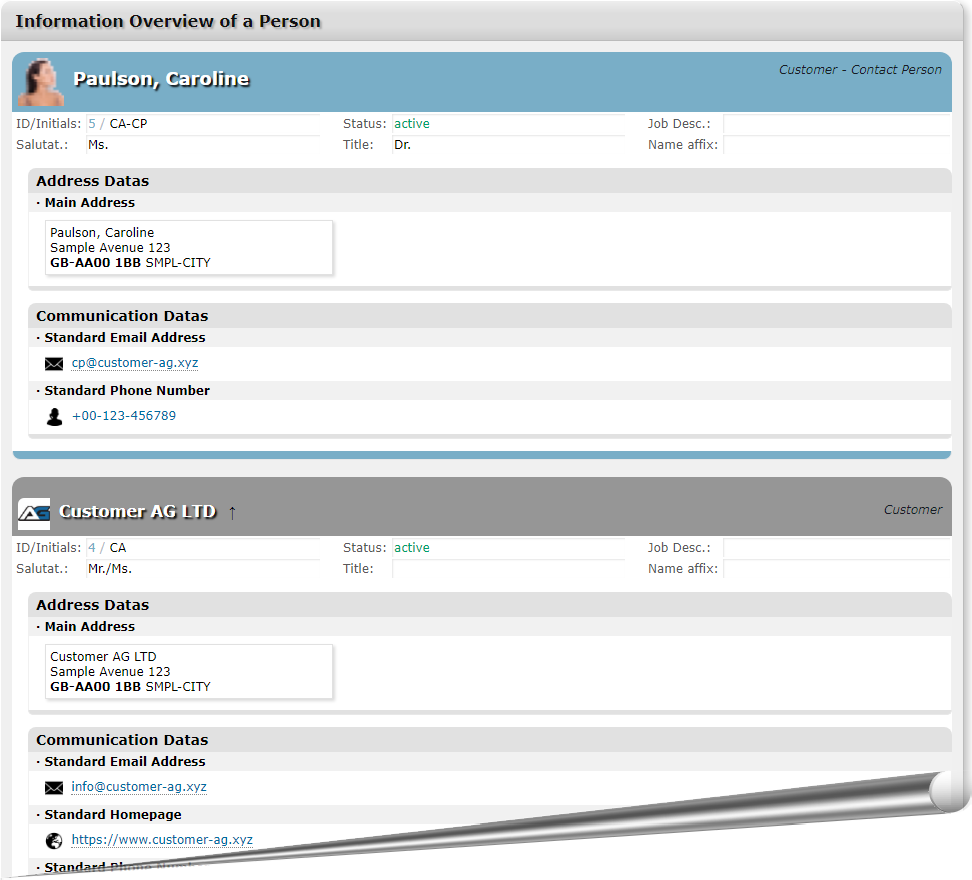 Information Overview of a Person
Paulson, Caroline
Customer - Contact Person
ID/Initials: 5 / CA-CP Status: active Job Desc.:
Salutat.: Ms. Title: Dr. Name affix:
Address Datas
· Main Address
Paulson, Caroline
Sample Avenue 123
GB-AA00 1BB SMPL-CITY
Communication Datas
· Standard Email Address
cp@customer-ag.xyz
· Standard Phone Number
+00-123-456789
AG Customer AG LTD ↑
Customer
ID/Initials: 4 / CA Status: active Job Desc.:
Salutat.: Mr./Ms. Title: Name affix:
Address Datas
· Main Address
Customer AG LTD
Sample Avenue 123
GB-AA00 1BB SMPL-CITY
Communication Datas
· Standard Email Address
info@customer-ag.xyz
· Standard Homepage
https://www.customer-ag.xyz
· Standard Phone Number